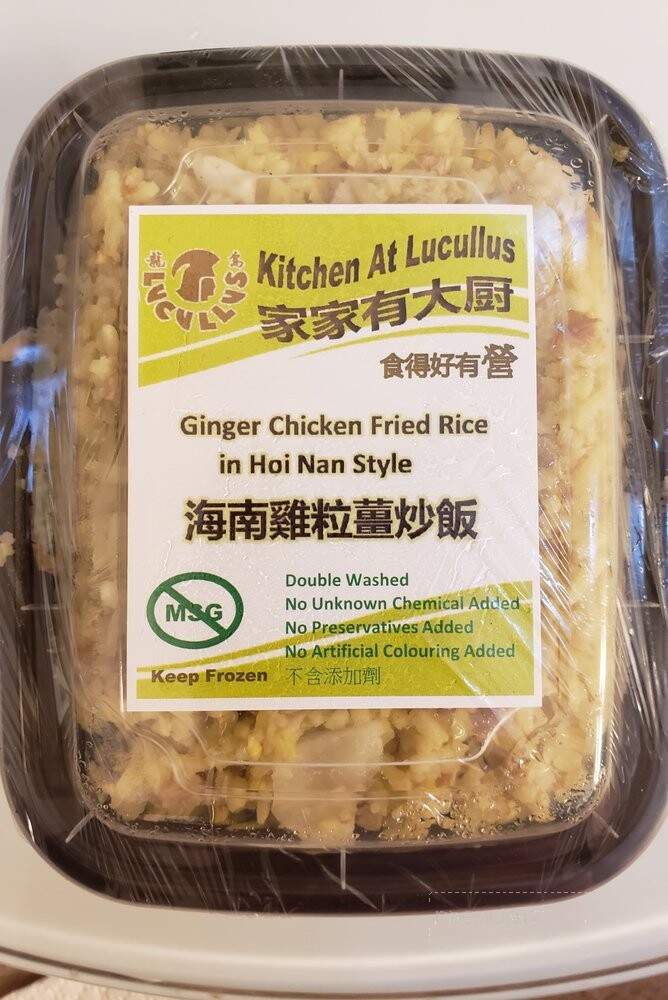 龍鳥
LUCULLUS
Kitchen At Lucullus
家家有大厨
食得好有營
Ginger Chicken Fried Rice
in Hoi Nan Style
海南雞粒薑炒飯
MSG
Double Washed
No Unknown Chemical Added
No Preservatives Added
No Artificial Colouring Added
Keep Frozen
不含添加劑